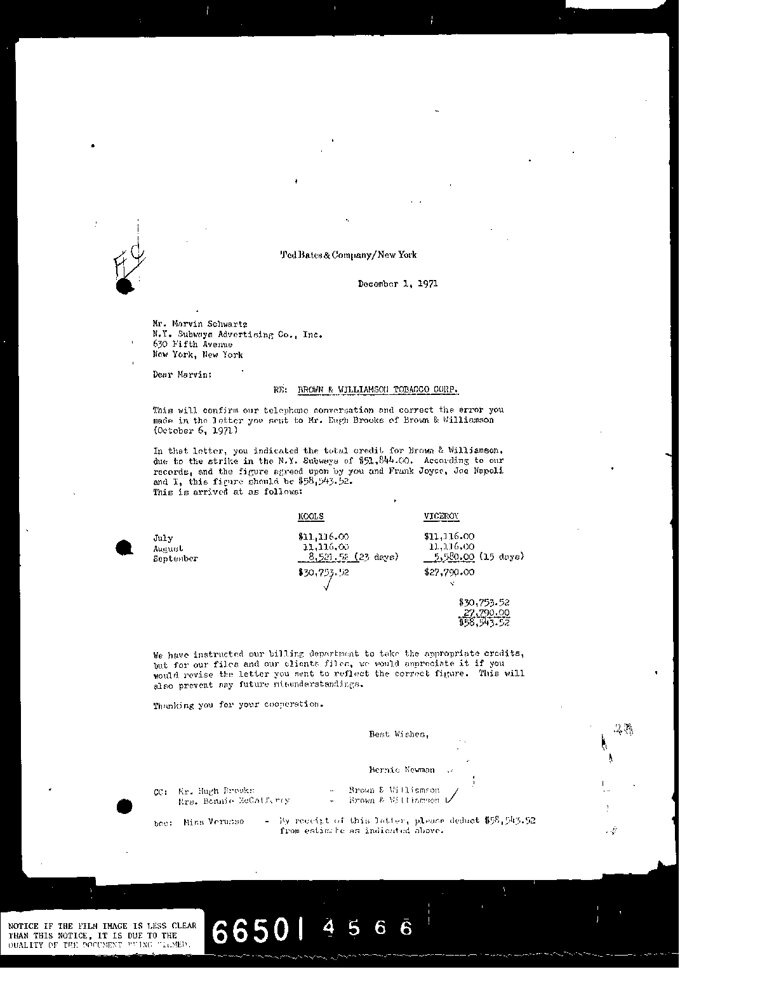 Ted Bates & Company/New York
December 1, 1971
Mr. Marvin Schwartz
N.Y. Subways Advertising Co., Inc.
630 Fifth Avenue
New York, New York
Dear Marvin:
RE: BROWN & WILLIAMSON TOBACCO CORP.
This will confirm our telephone conversation and correct the error you
made in the letter you sent to Mr. Hugh Brooks of Brown & Williamson
(October 6, 1971)
In that letter, you indicated the total credit for Brown & Williamson,
due to the strike in the N.Y. Subways of $51,844.00. According to our
records, and the figure agreed upon by you and Frank Joyce, Joe Napoli
and I, this figure should be $58,543.52.
This is arrived at as follows:
KOOLS VICEROY
July $11,116.00 $11,116.00
August 11,116.00 11,116.00
September 8,521.52 (23 days) 5,580.00 (15 days)
$30,753.52 $27,790.00
$30,753.52
27,790.00
$58,543.52
We have instructed our billing department to take the appropriate credits,
but for our files and our clients files, we would appreciate it if you
would revise the letter you sent to reflect the correct figure. This will
also prevent any future misunderstandings.
Thanking you for your cooperation.
Best Wishes,
Bernie Newman
CC: Mr. Hugh Brooks - Brown & Williamson
Mrs. Bonnie McCafferty - Brown & Williamson
bcc: Miss - By receipt of this letter, please deduct $58,543.52
from estimate as indicated above.
NOTICE IF THE FILM IMAGE IS LESS CLEAR
THAN THIS NOTICE, IT IS DUE TO THE
QUALITY OF THE DOCUMENT BEING FILMED.
66501 4566